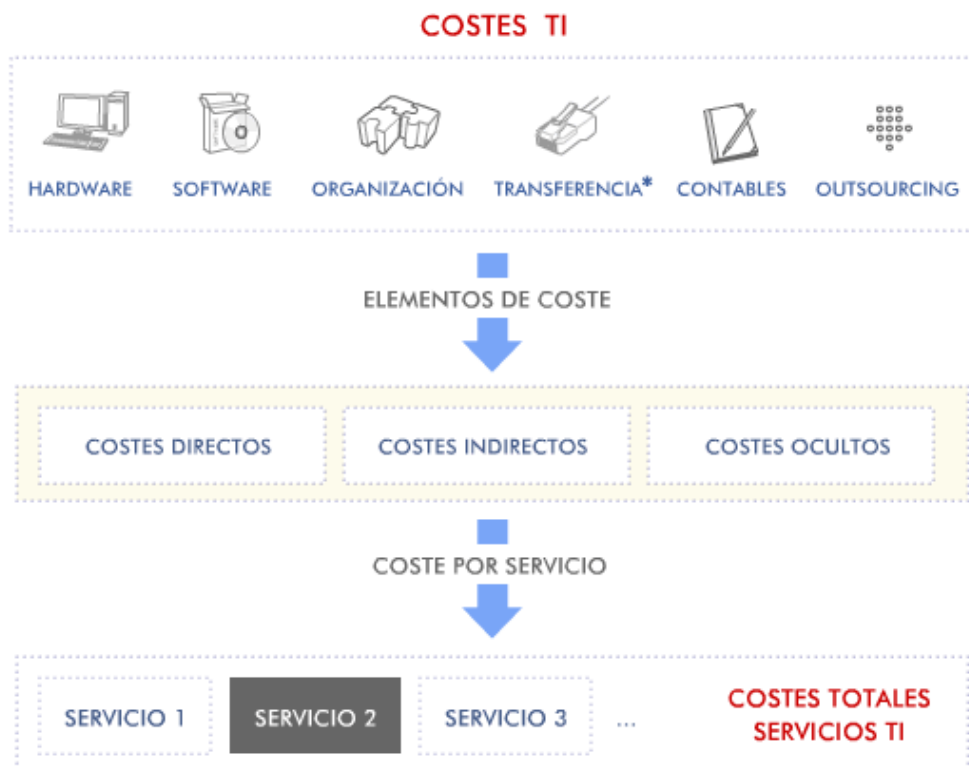 COSTES TI
HARDWARE SOFTWARE ORGANIZACIÓN TRANSFERENCIA* CONTABLES OUTSOURCING
ELEMENTOS DE COSTE
COSTES DIRECTOS COSTES INDIRECTOS COSTES OCULTOS
COSTE POR SERVICIO
SERVICIO 1 SERVICIO 2 SERVICIO 3 ...
COSTES TOTALES
SERVICIOS TI